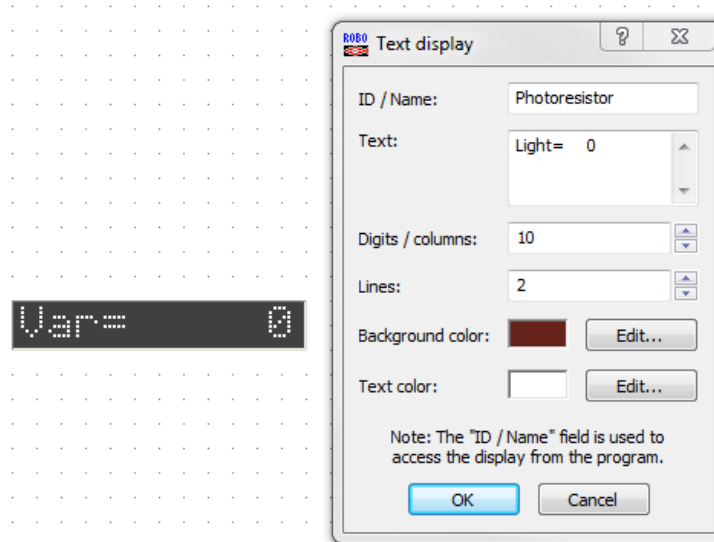 Var= 0
ROBO Text display
ID / Name: Photoresistor
Text: Light= 0
Digits / columns: 10
Lines: 2
Background color: Edit...
Text color: Edit...
Note: The "ID / Name" field is used to
access the display from the program.
OK Cancel